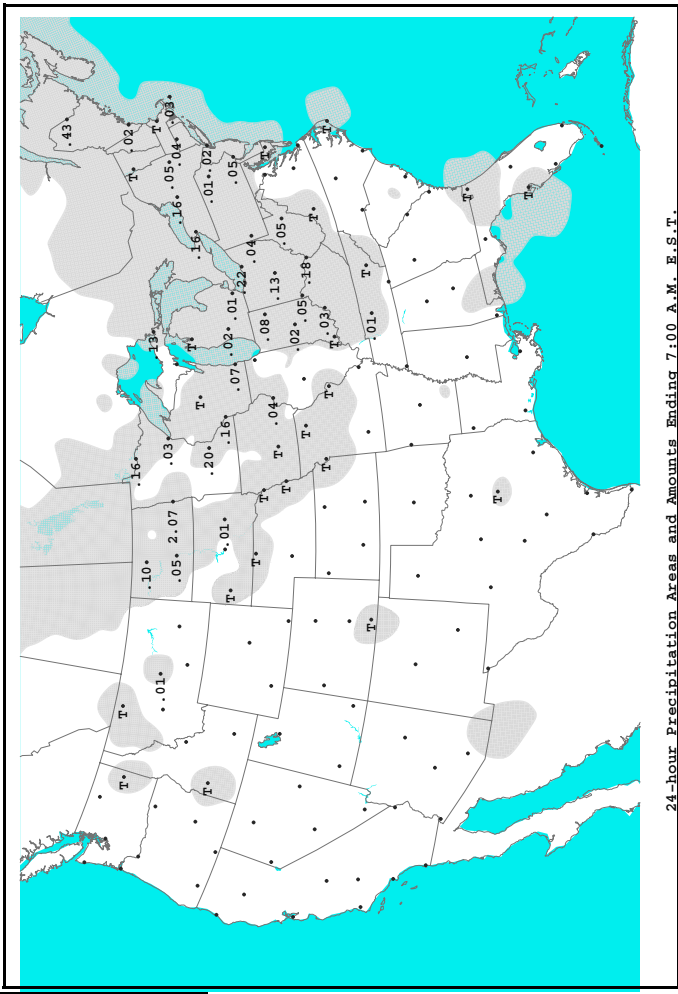 .43
T
T
.02
T
.16
.10
.13
T
.01
.03
.05
.03
2.07
.05
.16
.04
T
.16
T
T
.20
.01
.02
.01
.16
.02
T
.01
.05
.07
.22
.04
T
T
.08
T
.04
.13
T
.05
T
.02
.05
T
.18
T
.03
T
T
T
T
T
T
.01
T
T
T
24-hour Precipitation Areas and Amounts Ending 7:00 A.M. E.S.T.